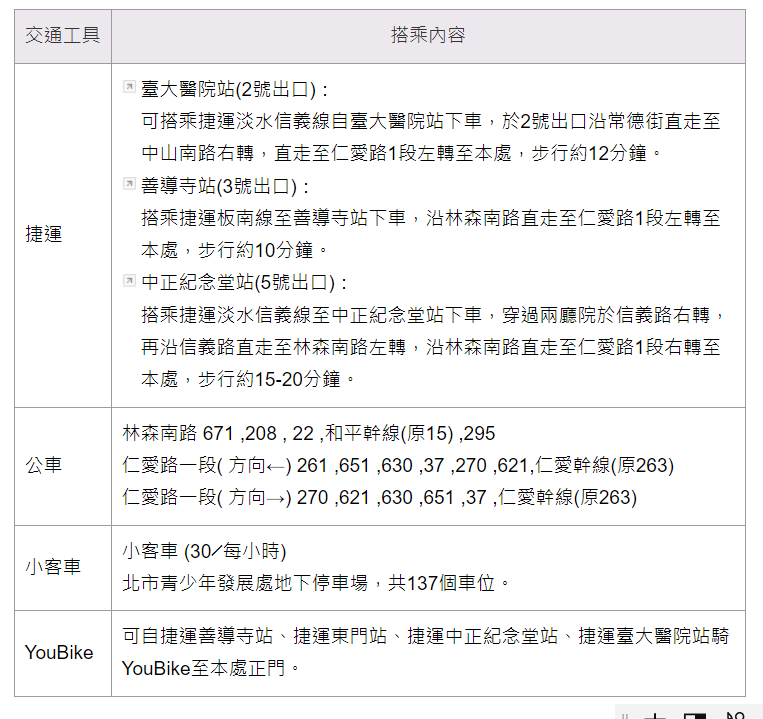 交通工具 搭乘內容
捷運
臺大醫院站(2號出口)：
可搭乘捷運淡水信義線自臺大醫院站下車，於2號出口沿常德街直走至
中山南路右轉，直走至仁愛路1段左轉至本處，步行約12分鐘。
善導寺站(3號出口)：
搭乘捷運板南線至善導寺站下車，沿林森南路直走至仁愛路1段左轉至
本處，步行約10分鐘。
中正紀念堂站(5號出口)：
搭乘捷運淡水信義線至中正紀念堂站下車，穿過兩廳院於信義路右轉，
再沿信義路直走至林森南路左轉，沿林森南路直走至仁愛路1段右轉至
本處，步行約15-20分鐘。
公車
林森南路 671 ,208 , 22 ,和平幹線(原15) ,295
仁愛路一段( 方向←) 261 ,651 ,630 ,37 ,270 ,621,仁愛幹線(原263)
仁愛路一段( 方向→) 270 ,621 ,630 ,651 ,37 ,仁愛幹線(原263)
小客車
小客車 (30／每小時)
北市青少年發展處地下停車場，共137個車位。
YouBike
可自捷運善導寺站、捷運東門站、捷運中正紀念堂站、捷運臺大醫院站騎
YouBike至本處正門。